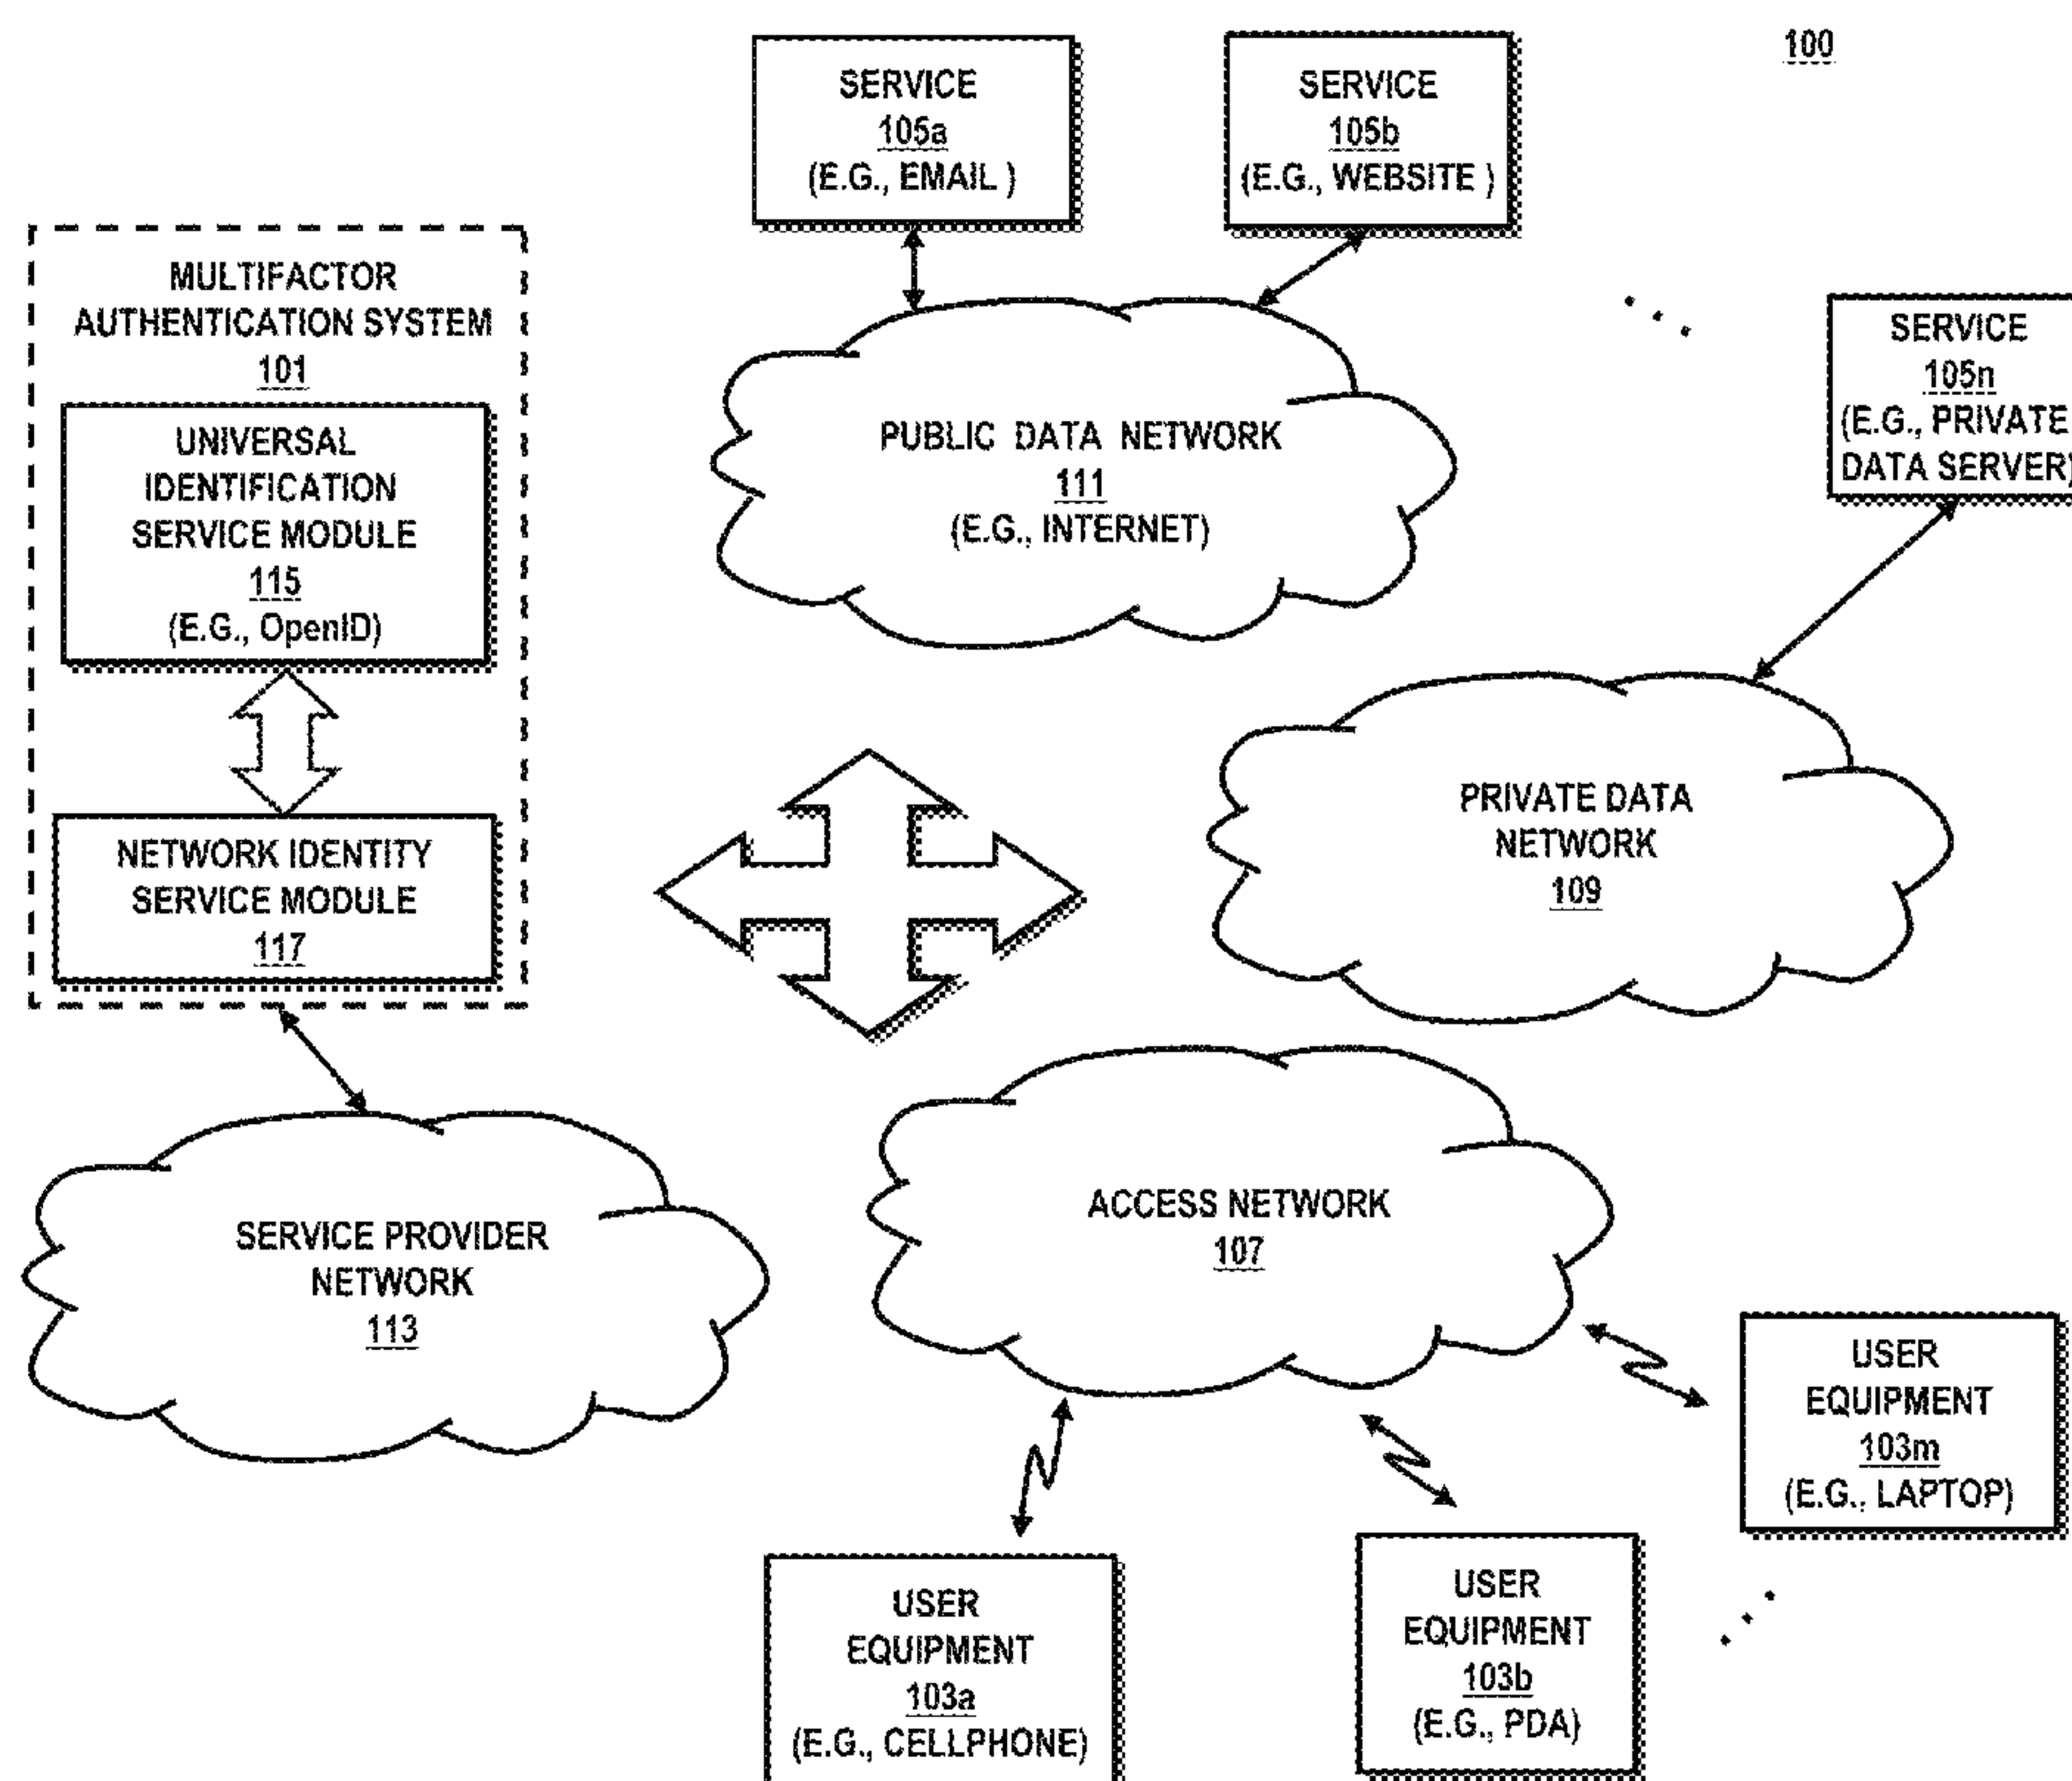 100
SERVICE
105a
(E.G., EMAIL )
SERVICE
105b
(E.G., WEBSITE )
MULTIFACTOR
AUTHENTICATION SYSTEM
101
UNIVERSAL
IDENTIFICATION
SERVICE MODULE
115
(E.G., OpenID)
NETWORK IDENTITY
SERVICE MODULE
117
PUBLIC DATA NETWORK
111
(E.G., INTERNET)
SERVICE
105n
(E.G., PRIVATE
DATA SERVER)
PRIVATE DATA
NETWORK
109
SERVICE PROVIDER
NETWORK
113
ACCESS NETWORK
107
USER
EQUIPMENT
103m
(E.G., LAPTOP)
USER
EQUIPMENT
103a
(E.G., CELLPHONE)
USER
EQUIPMENT
103b
(E.G., PDA)